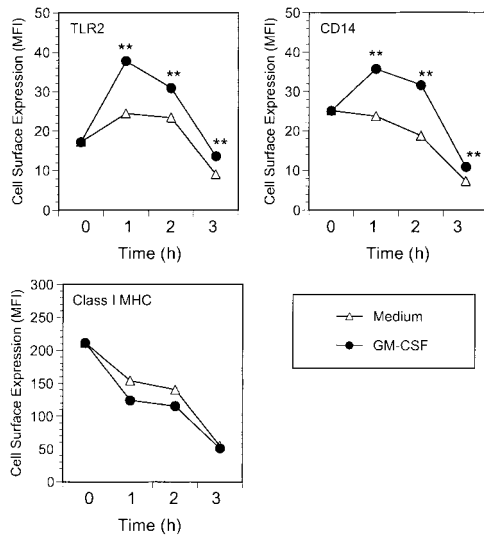 TLR2
Cell Surface Expression (MFI)
50
40
30
20
10
0
**
**
**
0 1 2 3
Time (h)
CD14
Cell Surface Expression (MFI)
50
40
30
20
10
0
**
**
**
0 1 2 3
Time (h)
Class I MHC
Cell Surface Expression (MFI)
300
250
200
150
100
50
0
0 1 2 3
Time (h)
Medium
GM-CSF